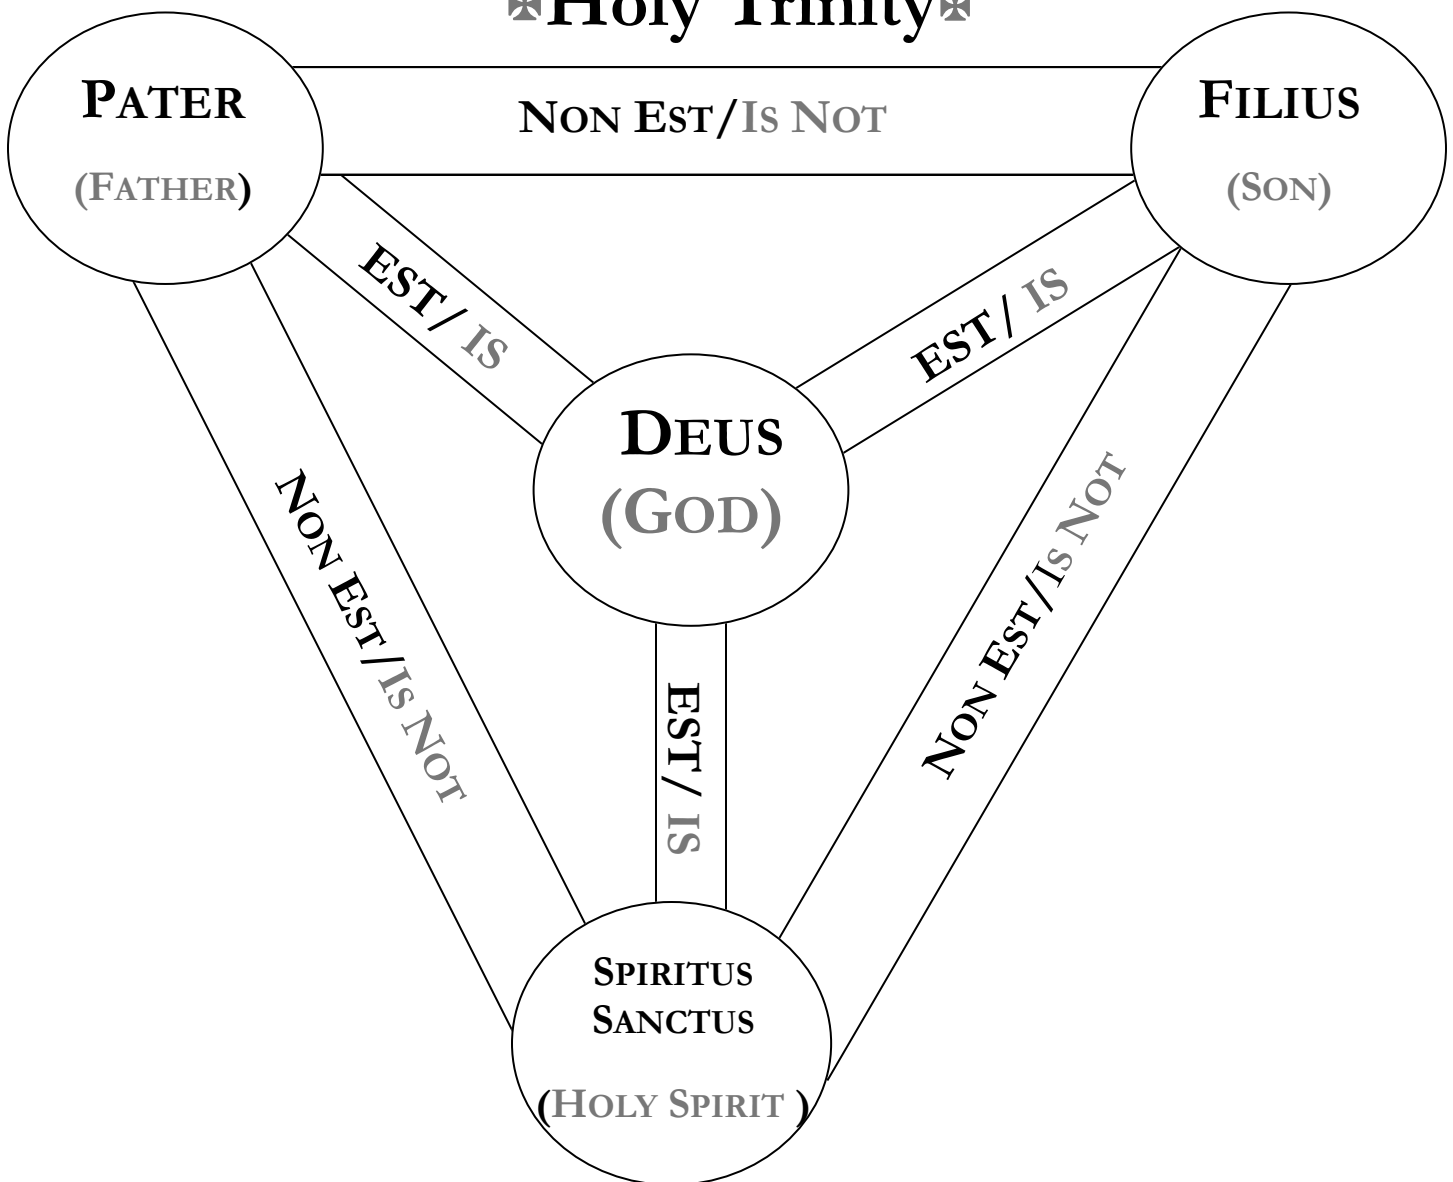 ✠Holy Trinity✠
PATER
(FATHER)
NON EST/IS NOT
FILIUS
(SON)
EST/ IS
EST/ IS
DEUS
(GOD)
NON EST/IS NOT
NON EST/IS NOT
EST/ IS
SPIRITUS
SANCTUS
(HOLY SPIRIT )